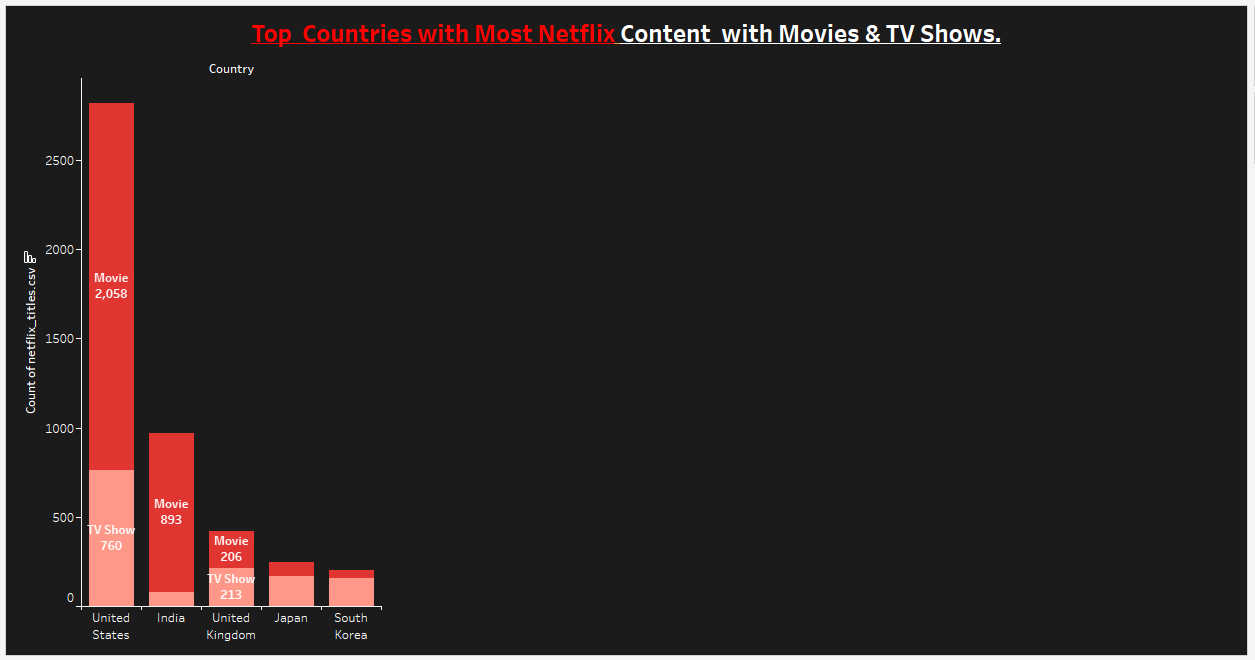 Top  Countries with Most Netflix Content  with Movies & TV Shows.
Country
Count of netflix_titles.csv
2500
2000
1500
1000
500
0
Movie
2,058
TV Show
760
Movie
893
Movie
206
TV Show
213
United
States
India
United
Kingdom
Japan
South
Korea